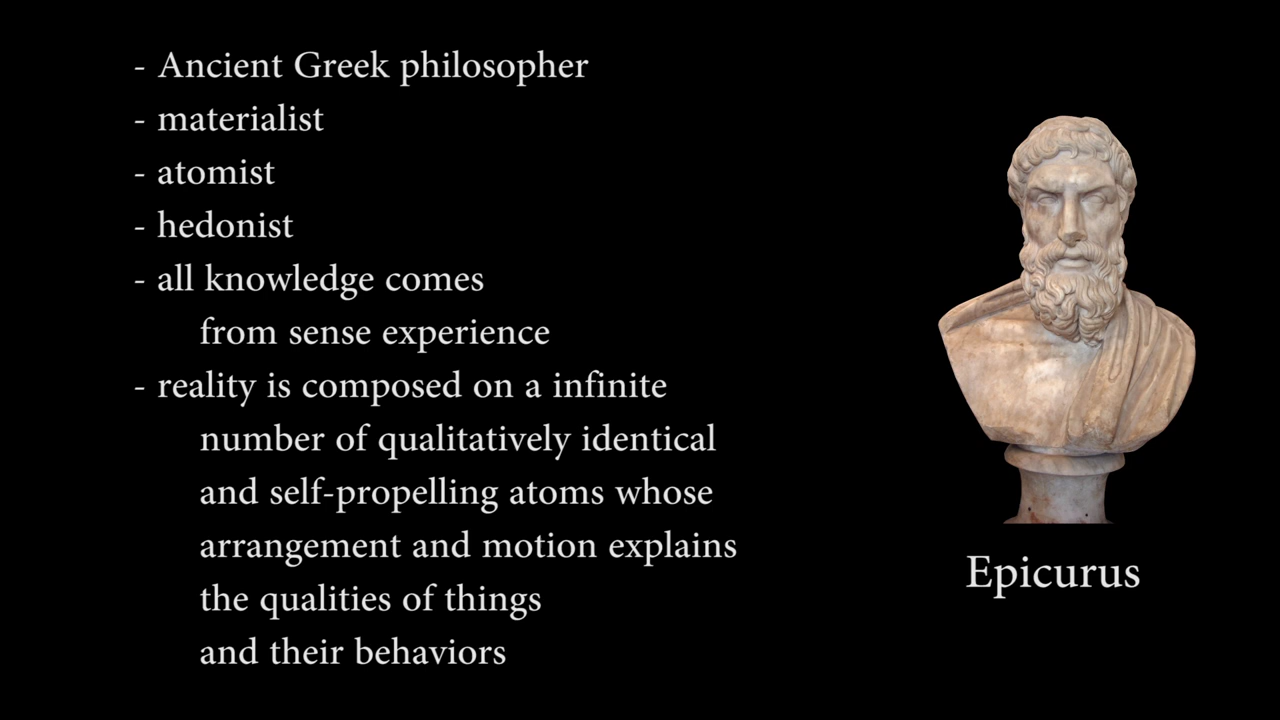 - Ancient Greek philosopher
- materialist
- atomist
- hedonist
- all knowledge comes
from sense experience
- reality is composed on a infinite
number of qualitatively identical
and self-propelling atoms whose
arrangement and motion explains
the qualities of things
and their behaviors
Epicurus